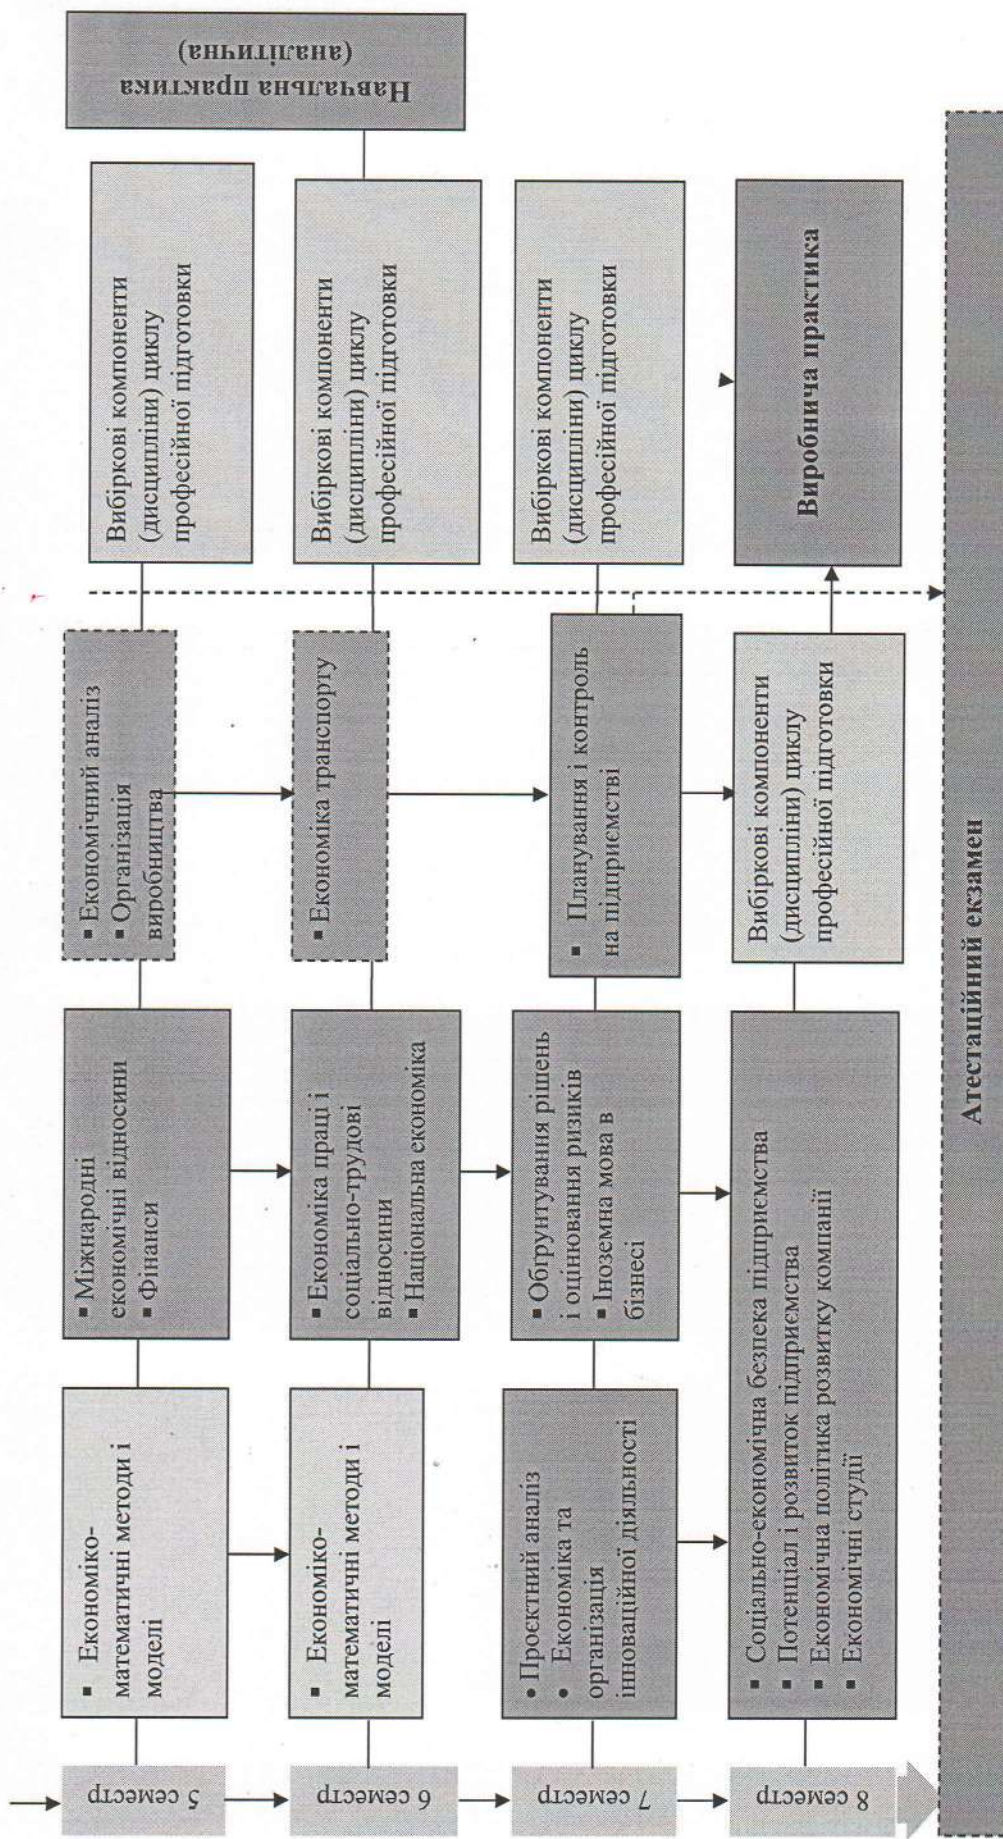 5 семестр
▪ Економіко-
математичні методи і
моделі
▪ Міжнародні
економічні відносини
▪ Фінанси
▪ Економічний аналіз
▪ Організація
виробництва
Вибіркові компоненти
(дисципліни) циклу
професійної підготовки
Навчальна практика
(аналітична)
6 семестр
▪ Економіко-
математичні методи і
моделі
▪ Економіка праці і
соціально-трудові
відносини
▪ Національна економіка
▪ Економіка транспорту
Вибіркові компоненти
(дисципліни) циклу
професійної підготовки
7 семестр
• Проєктний аналіз
• Економіка та
організація
інноваційної діяльності
▪ Обґрунтування рішень
і оцінювання ризиків
▪ Іноземна мова в
бізнесі
▪ Планування і контроль
на підприємстві
Вибіркові компоненти
(дисципліни) циклу
професійної підготовки
8 семестр
▪ Соціально-економічна безпека підприємства
▪ Потенціал і розвиток підприємства
▪ Економічна політика розвитку компанії
▪ Економічні студії
Вибіркові компоненти
(дисципліни) циклу
професійної підготовки
Виробнича практика
Атестаційний екзамен